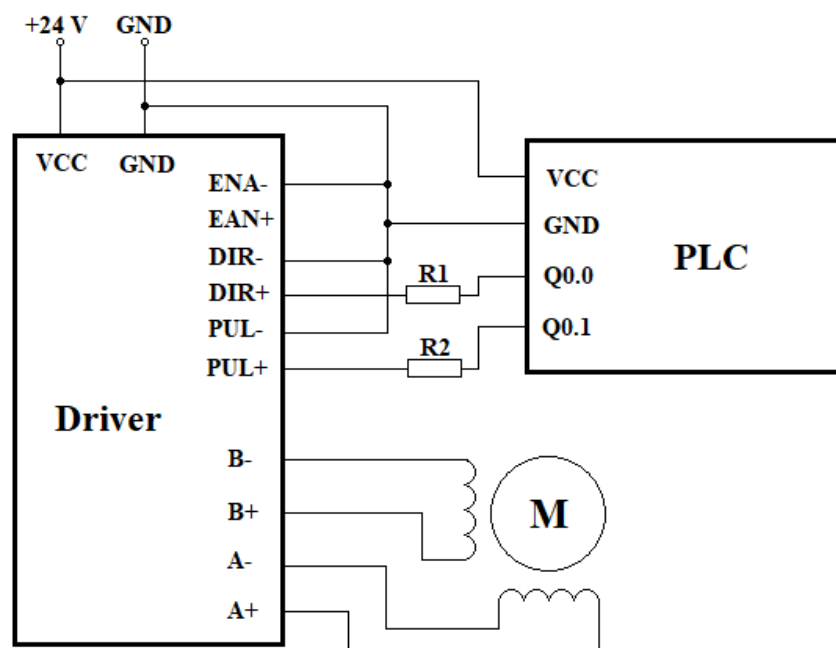 +24 V GND
VCC GND
ENA-
EAN+
DIR-
DIR+
PUL-
PUL+
Driver
B-
B+
A-
A+
R1
R2
VCC
GND
Q0.0
Q0.1
PLC
M